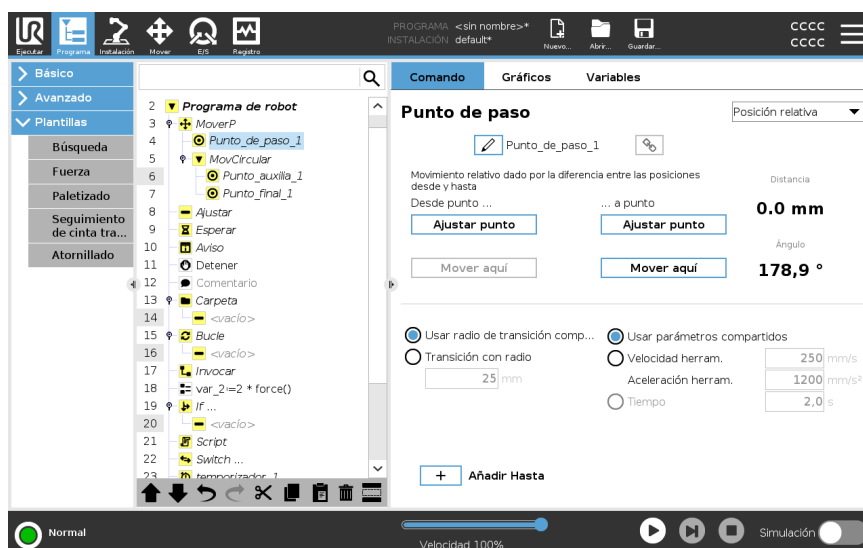 PROGRAMA <sin nombre>*
INSTALACIÓN default*
Ejecutar
Programa
Instalación
Mover
E/S
Registro
Nuevo...
Abrir...
Guardar...
cccc
cccc
Básico
Avanzado
Plantillas
Búsqueda
Fuerza
Paletizado
Seguimiento
de cinta tra...
Atornillado
2 Programa de robot
3 MoverP
4 Punto_de_paso_1
5 MovCircular
6 Punto_auxilia_1
7 Punto_final_1
8 Ajustar
9 Esperar
10 Aviso
11 Detener
12 Comentario
13 Carpeta
14 <vacío>
15 Bucle
16 <vacío>
17 Invocar
18 var_2≔2 * force()
19 If ...
20 <vacío>
21 Script
22 Switch ...
23 temporizador_1
Comando Gráficos Variables
Punto de paso
Posición relativa
Punto_de_paso_1
Movimiento relativo dado por la diferencia entre las posiciones
desde y hasta
Desde punto ...
... a punto
Ajustar punto
Ajustar punto
Mover aquí
Mover aquí
Distancia
0.0 mm
Ángulo
178,9 °
Usar radio de transición comp...
Transición con radio
25 mm
Usar parámetros compartidos
Velocidad herram. 250 mm/s
Aceleración herram. 1200 mm/s²
Tiempo 2,0 s
+ Añadir Hasta
Normal
Velocidad 100%
Simulación